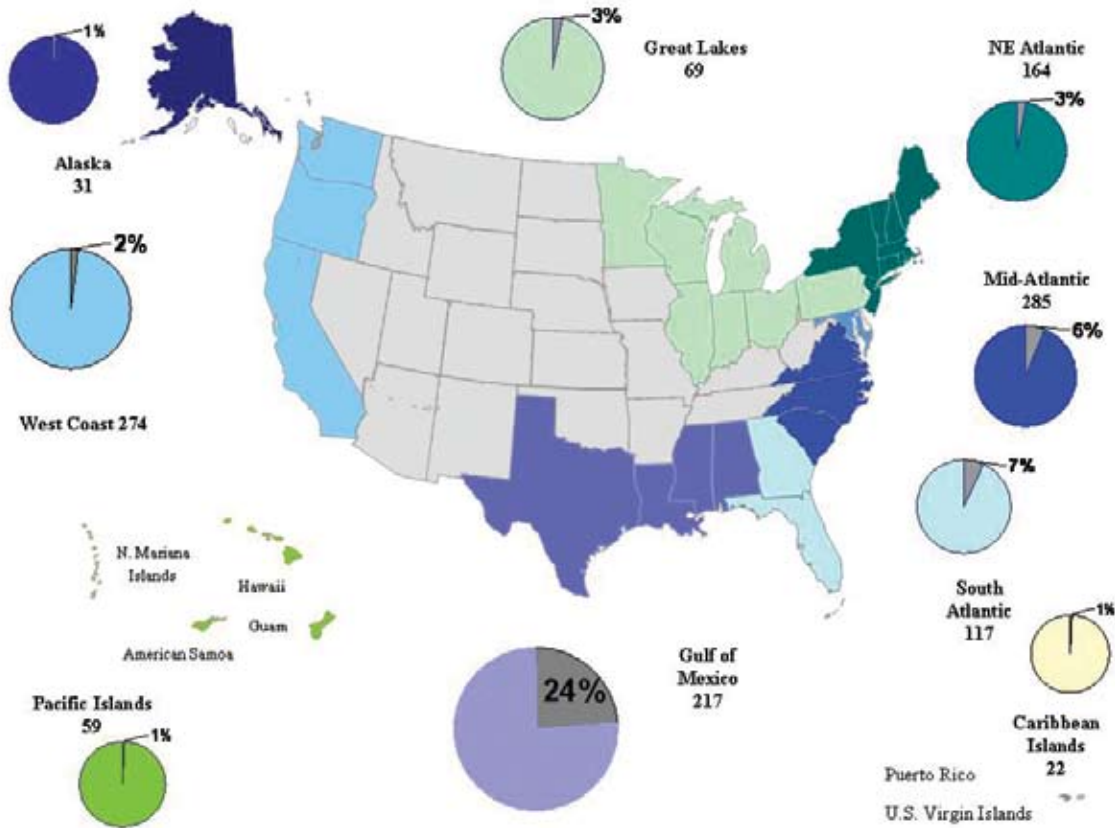 1%
Alaska
31
3%
Great Lakes
69
NE Atlantic
164
3%
2%
West Coast 274
Mid-Atlantic
285
6%
7%
South
Atlantic
117
N. Mariana
Islands
Hawaii
Guam
American Samoa
Pacific Islands
59
1%
24%
Gulf of
Mexico
217
1%
Caribbean
Islands
22
Puerto Rico
U.S. Virgin Islands